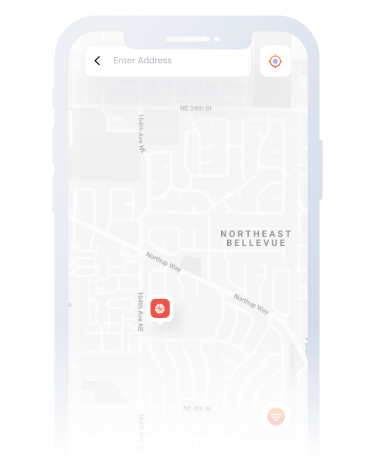 Enter Address
NE 24th St
164th Ave NE
NORTHEAST
BELLEVUE
Northup Way
Northup Way
164th Ave NE
NE 8th St